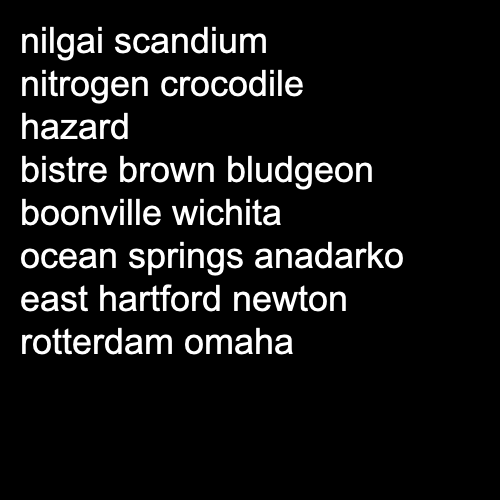 nilgai scandium
nitrogen crocodile
hazard
bistre brown bludgeon
boonville wichita
ocean springs anadarko
east hartford newton
rotterdam omaha